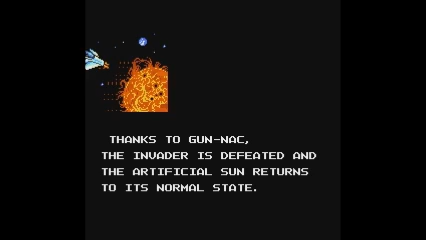 THANKS TO GUN-NAC,
THE INVADER IS DEFEATED AND
THE ARTIFICIAL SUN RETURNS
TO ITS NORMAL STATE.